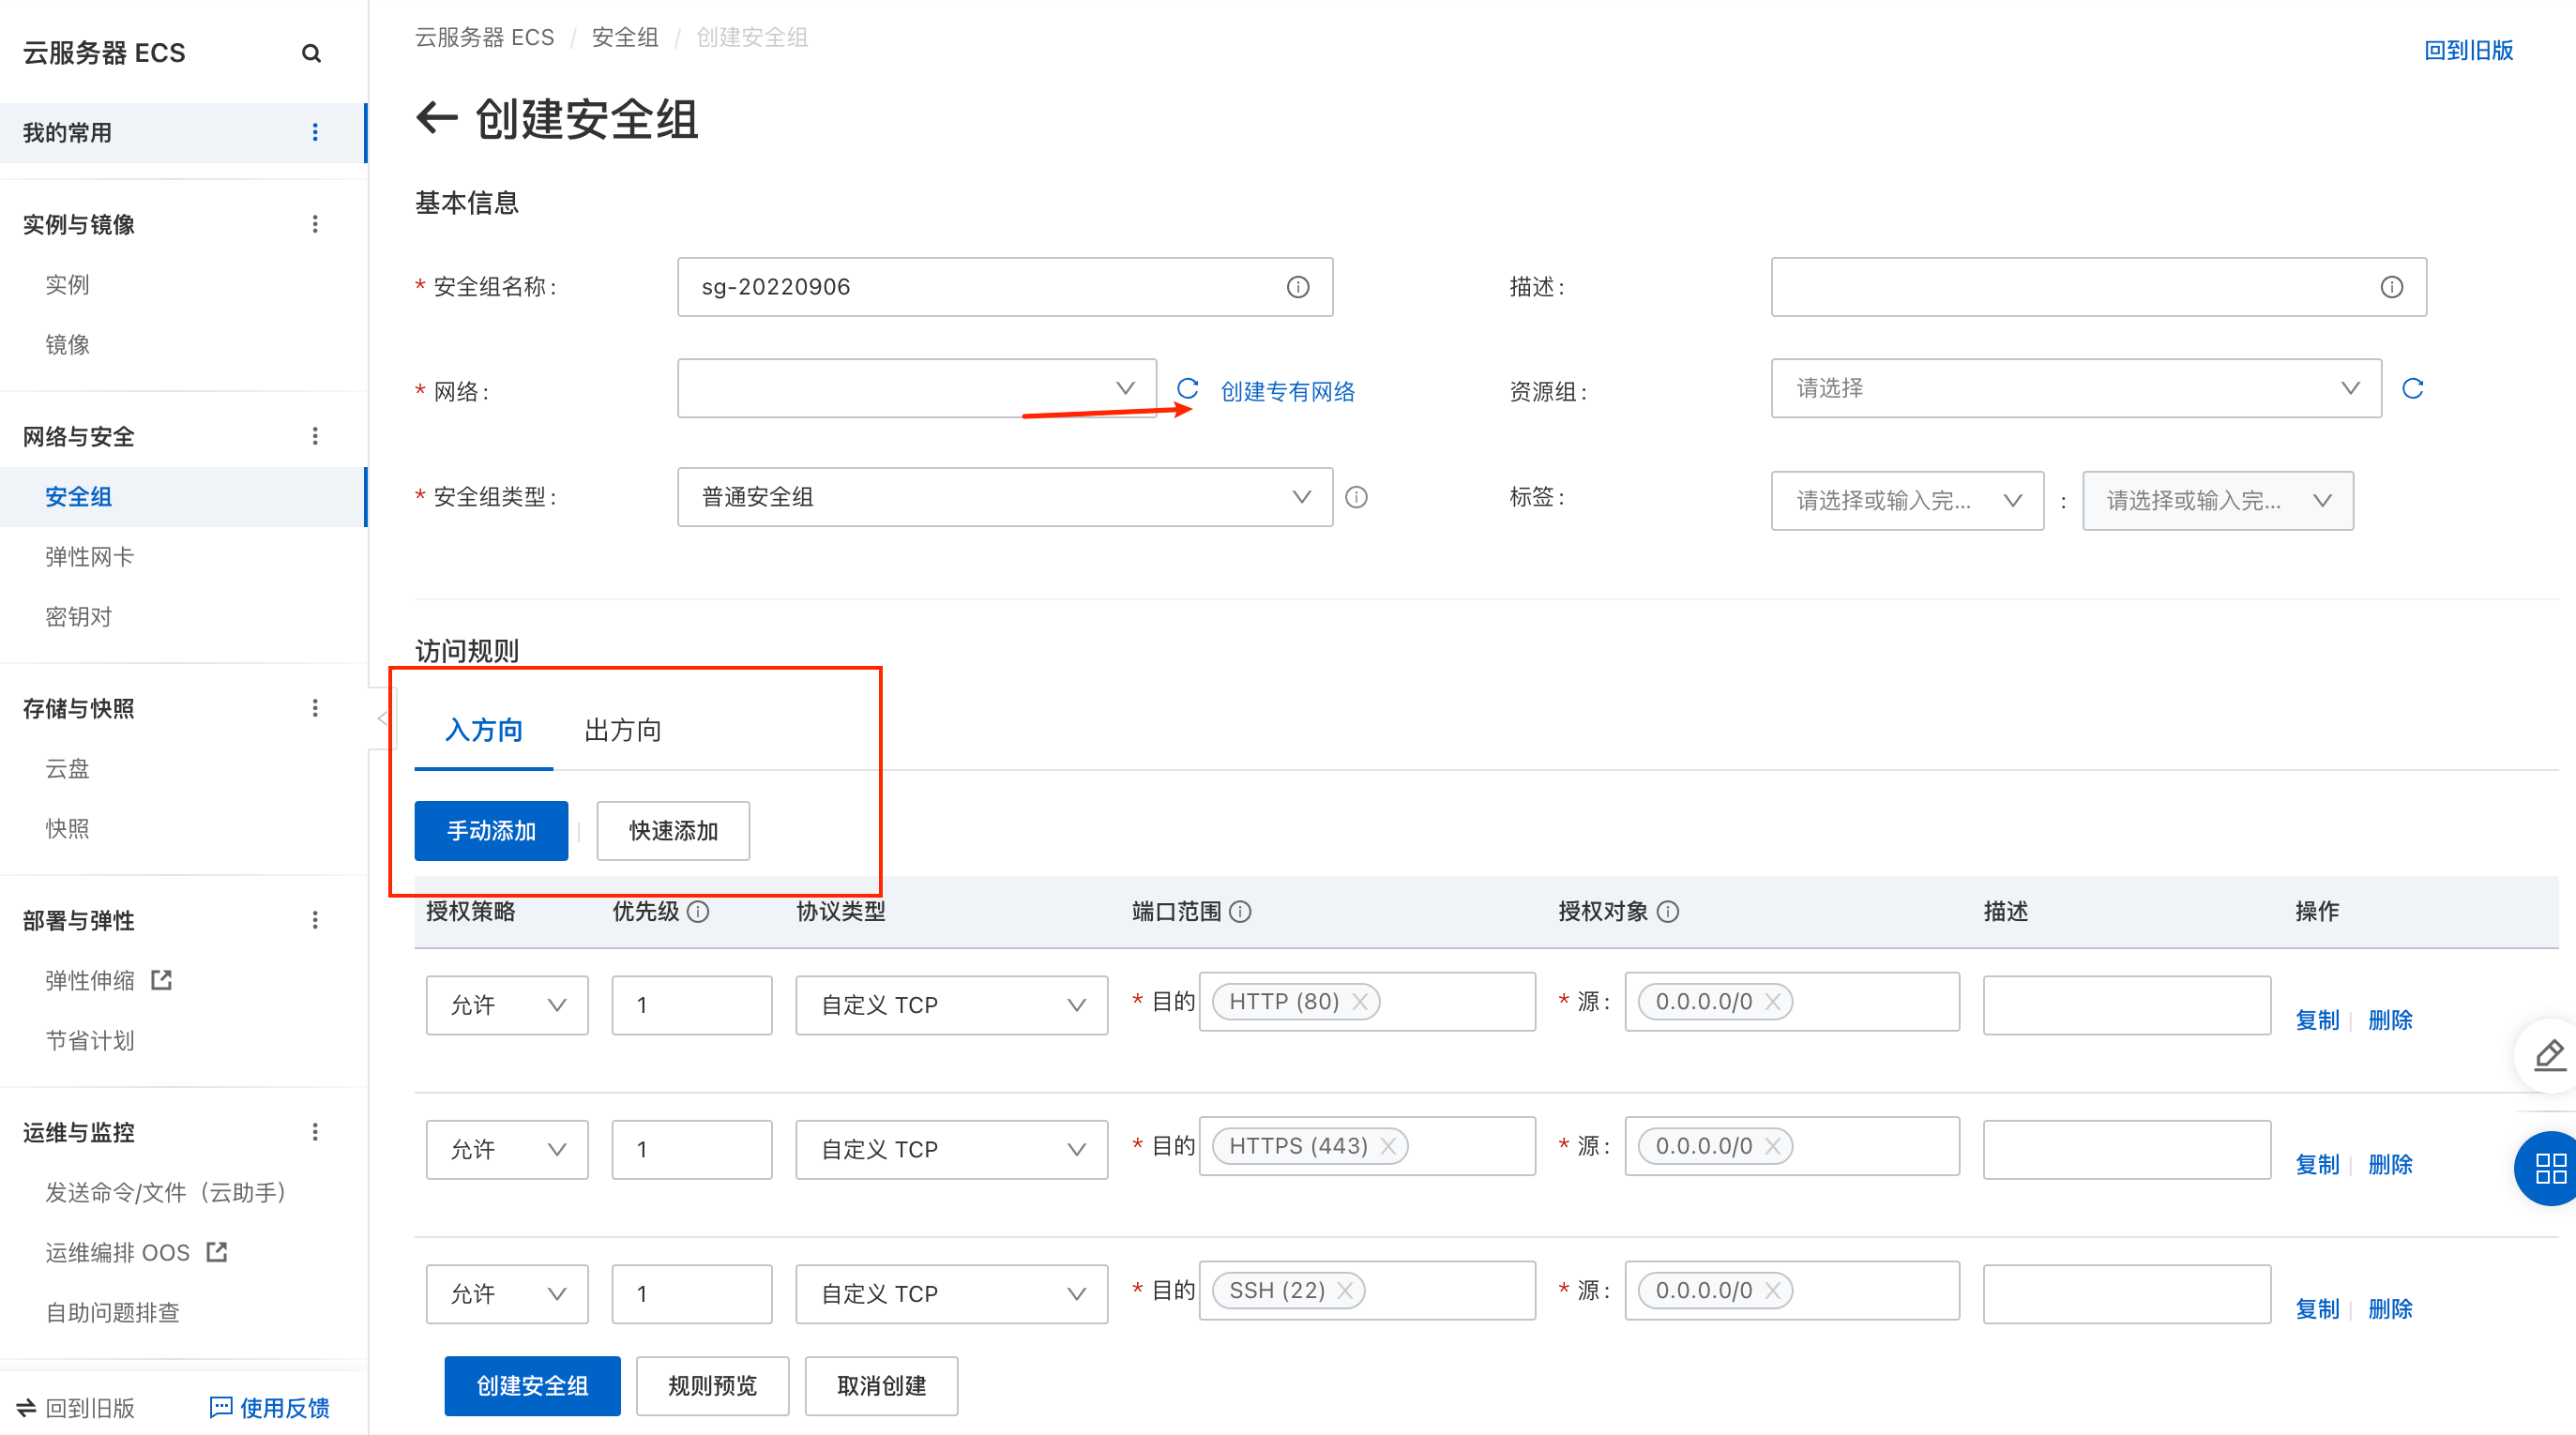 云服务器 ECS
我的常用
实例与镜像
实例
镜像
网络与安全
安全组
弹性网卡
密钥对
存储与快照
云盘
快照
部署与弹性
弹性伸缩
节省计划
运维与监控
发送命令/文件（云助手）
运维编排 OOS
自助问题排查
回到旧版 使用反馈
云服务器 ECS / 安全组 / 创建安全组
回到旧版
创建安全组
基本信息
* 安全组名称: sg-20220906 描述:
* 网络: 创建专有网络 资源组: 请选择
* 安全组类型: 普通安全组 标签: 请选择或输入完... : 请选择或输入完...
访问规则
入方向 出方向
手动添加 快速添加
授权策略 优先级 协议类型 端口范围 授权对象 描述 操作
允许 1 自定义 TCP * 目的 HTTP (80) * 源: 0.0.0.0/0 复制 删除
允许 1 自定义 TCP * 目的 HTTPS (443) * 源: 0.0.0.0/0 复制 删除
允许 1 自定义 TCP * 目的 SSH (22) * 源: 0.0.0.0/0 复制 删除
创建安全组 规则预览 取消创建